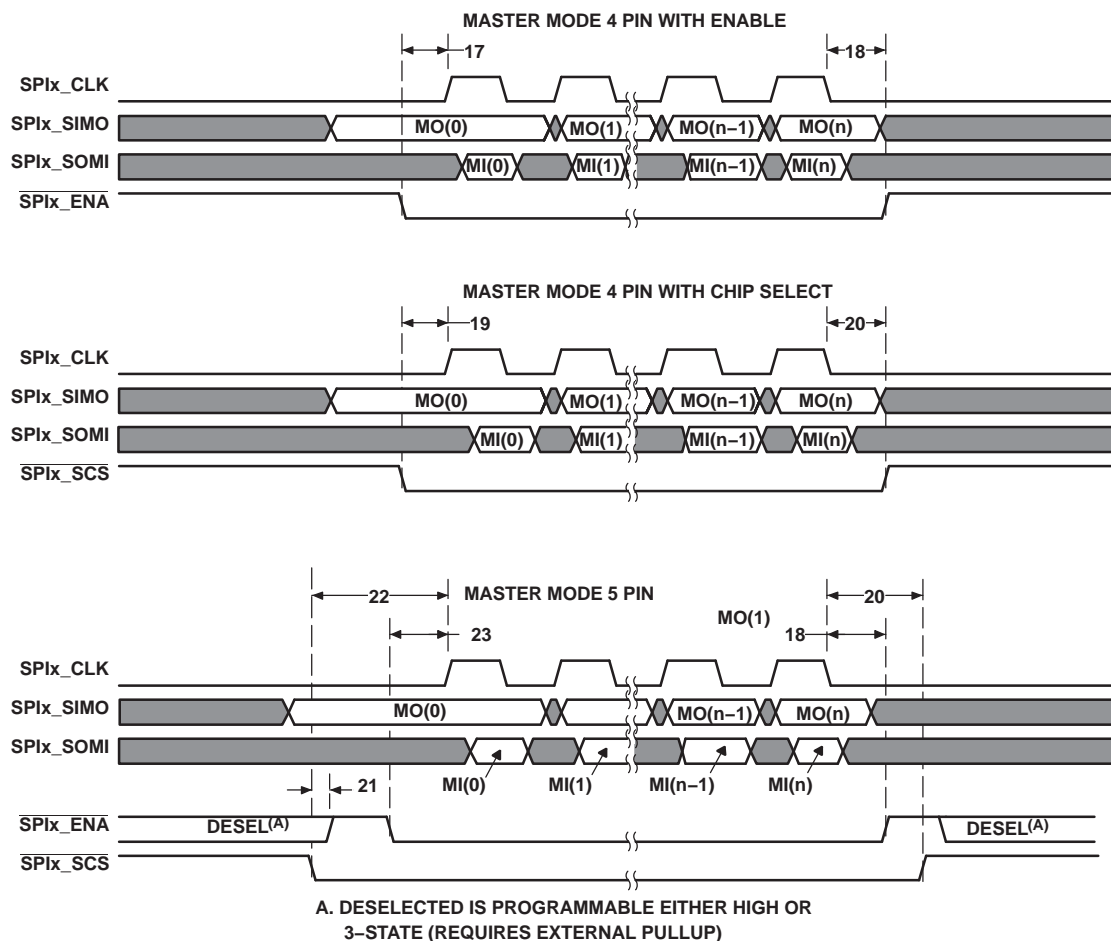 MASTER MODE 4 PIN WITH ENABLE
17
18
SPIx_CLK
SPIx_SIMO
MO(0)
MO(1)
MO(n−1)
MO(n)
SPIx_SOMI
MI(0)
MI(1)
MI(n−1)
MI(n)
SPIx_ENA
MASTER MODE 4 PIN WITH CHIP SELECT
19
20
SPIx_CLK
SPIx_SIMO
MO(0)
MO(1)
MO(n−1)
MO(n)
SPIx_SOMI
MI(0)
MI(1)
MI(n−1)
MI(n)
SPIx_SCS
22
MASTER MODE 5 PIN
20
MO(1)
23
18
SPIx_CLK
SPIx_SIMO
MO(0)
MO(n−1)
MO(n)
SPIx_SOMI
MI(0)
MI(1)
MI(n−1)
MI(n)
21
SPIx_ENA
DESEL(A)
DESEL(A)
SPIx_SCS
A. DESELECTED IS PROGRAMMABLE EITHER HIGH OR
3−STATE (REQUIRES EXTERNAL PULLUP)